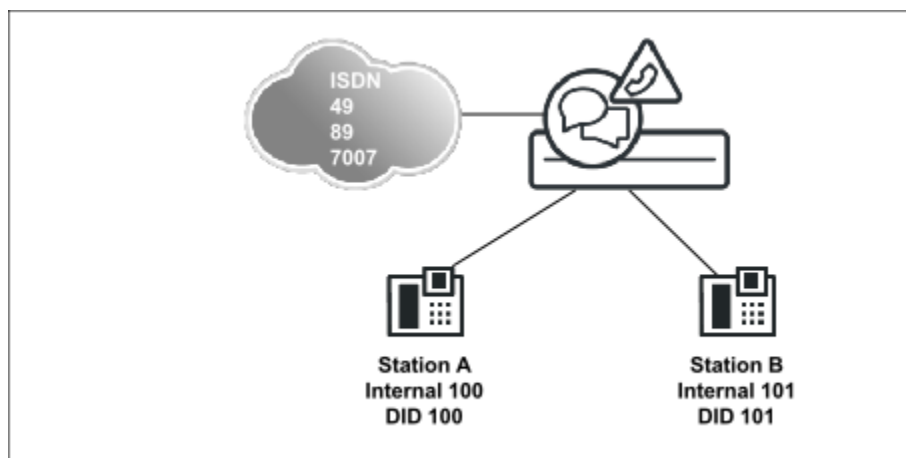 ISDN
49
89
7007
Station A
Internal 100
DID 100
Station B
Internal 101
DID 101